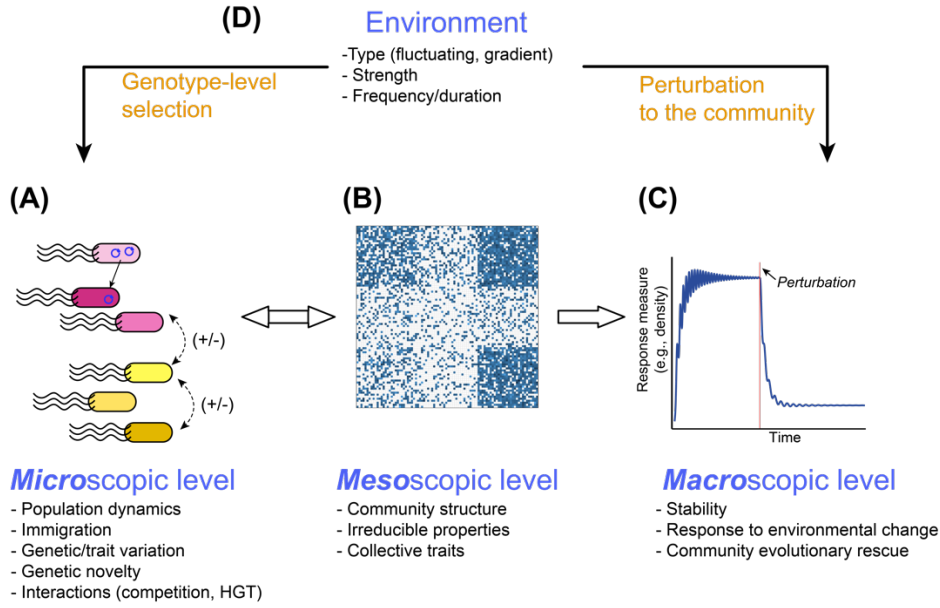 (D)
Environment
-Type (fluctuating, gradient)
- Strength
- Frequency/duration
Genotype-level
selection
Perturbation
to the community
(A)
(+/-)
(+/-)
Microscopic level
- Population dynamics
- Immigration
- Genetic/trait variation
- Genetic novelty
- Interactions (competition, HGT)
(B)
Mesoscopic level
- Community structure
- Irreducible properties
- Collective traits
(C)
Response measure
(e.g., density)
Perturbation
Time
Macroscopic level
- Stability
- Response to environmental change
- Community evolutionary rescue